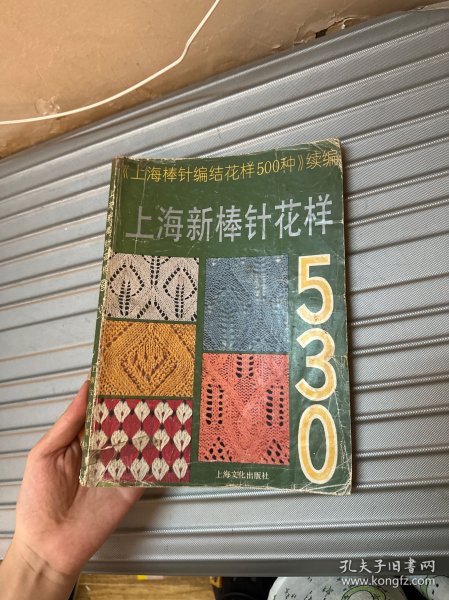 《上海棒针编结花样500种》续编
上海新棒针花样
530
上海文化出版社
孔夫子旧书网
www.kongfz.com